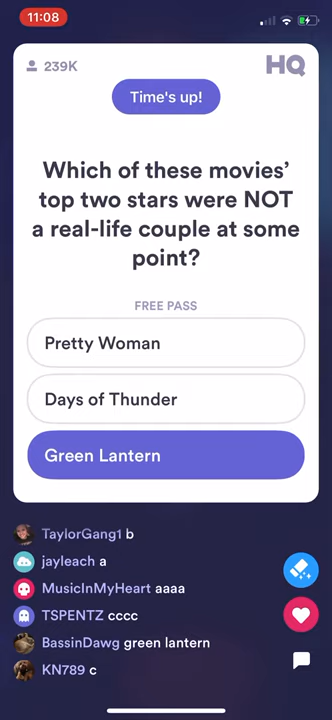 11:08
239K
HQ
Time's up!
Which of these movies’
top two stars were NOT
a real-life couple at some
point?
FREE PASS
Pretty Woman
Days of Thunder
Green Lantern
TaylorGang1 b
jayleach a
MusicInMyHeart aaaa
TSPENTZ cccc
BassinDawg green lantern
KN789 c